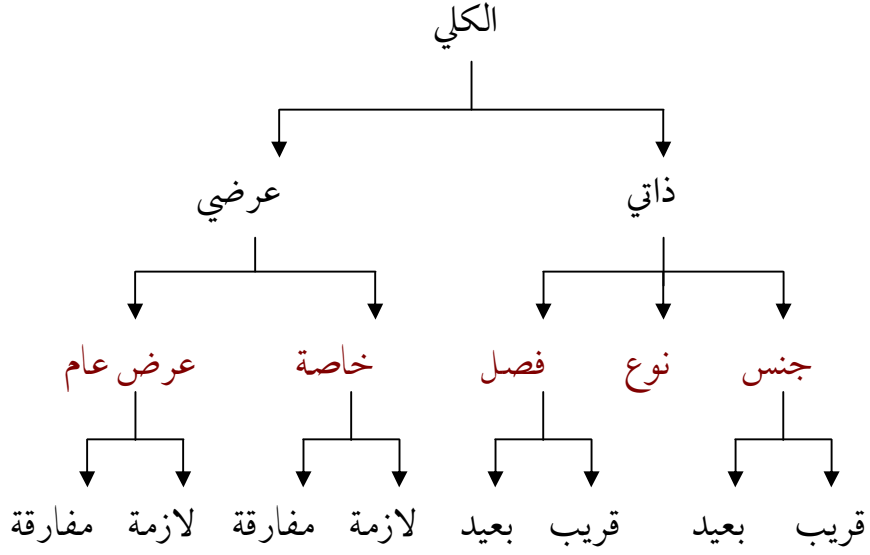 الكلي
ذاتي عرضي
جنس نوع فصل خاصة عرض عام
قريب بعيد قريب بعيد لازمة مفارقة لازمة مفارقة